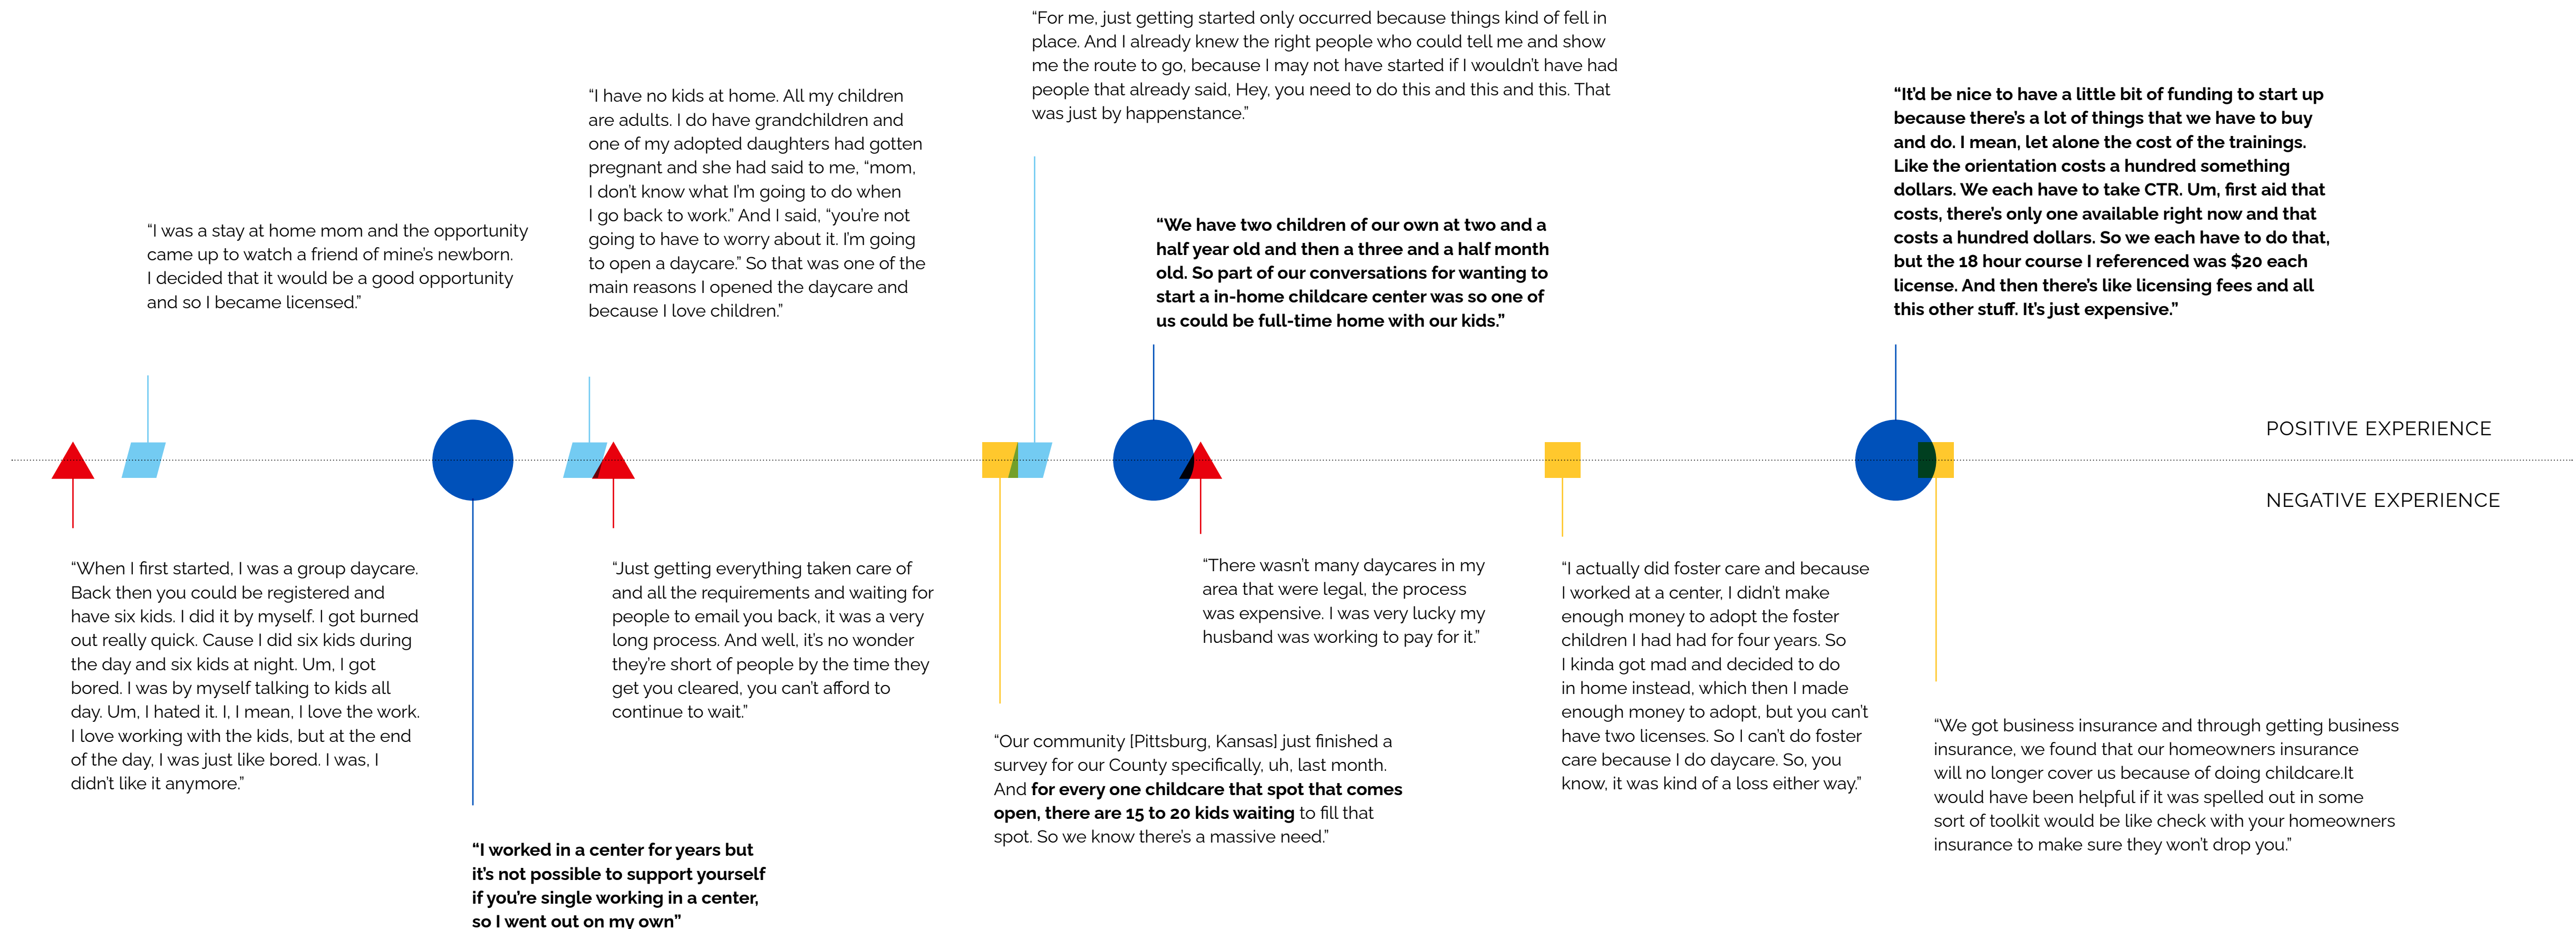 “For me, just getting started only occurred because things kind of fell in
place. And I already knew the right people who could tell me and show
me the route to go, because I may not have started if I wouldn’t have had
people that already said, Hey, you need to do this and this and this. That
was just by happenstance.”
“I was a stay at home mom and the opportunity
came up to watch a friend of mine’s newborn.
I decided that it would be a good opportunity
and so I became licensed.”
“I have no kids at home. All my children
are adults. I do have grandchildren and
one of my adopted daughters had gotten
pregnant and she had said to me, “mom,
I don’t know what I’m going to do when
I go back to work.” And I said, “you’re not
going to have to worry about it. I’m going
to open a daycare.” So that was one of the
main reasons I opened the daycare and
because I love children.”
“We have two children of our own at two and a
half year old and then a three and a half month
old. So part of our conversations for wanting to
start a in-home childcare center was so one of
us could be full-time home with our kids.”
“It’d be nice to have a little bit of funding to start up
because there’s a lot of things that we have to buy
and do. I mean, let alone the cost of the trainings.
Like the orientation costs a hundred something
dollars. We each have to take CTR. Um, first aid that
costs, there’s only one available right now and that
costs a hundred dollars. So we each have to do that,
but the 18 hour course I referenced was $20 each
license. And then there’s like licensing fees and all
this other stuff. It’s just expensive.”
POSITIVE EXPERIENCE
NEGATIVE EXPERIENCE
“When I first started, I was a group daycare.
Back then you could be registered and
have six kids. I did it by myself. I got burned
out really quick. Cause I did six kids during
the day and six kids at night. Um, I got
bored. I was by myself talking to kids all
day. Um, I hated it. I, I mean, I love the work.
I love working with the kids, but at the end
of the day, I was just like bored. I was, I
didn’t like it anymore.”
“I worked in a center for years but
it’s not possible to support yourself
if you’re single working in a center,
so I went out on my own”
“Just getting everything taken care of
and all the requirements and waiting for
people to email you back, it was a very
long process. And well, it’s no wonder
they’re short of people by the time they
get you cleared, you can’t afford to
continue to wait.”
“Our community [Pittsburg, Kansas] just finished a
survey for our County specifically, uh, last month.
And for every one childcare that spot that comes
open, there are 15 to 20 kids waiting to fill that
spot. So we know there’s a massive need.”
“There wasn’t many daycares in my
area that were legal, the process
was expensive. I was very lucky my
husband was working to pay for it.”
“I actually did foster care and because
I worked at a center, I didn’t make
enough money to adopt the foster
children I had had for four years. So
I kinda got mad and decided to do
in home instead, which then I made
enough money to adopt, but you can’t
have two licenses. So I can’t do foster
care because I do daycare. So, you
know, it was kind of a loss either way.”
“We got business insurance and through getting business
insurance, we found that our homeowners insurance
will no longer cover us because of doing childcare.It
would have been helpful if it was spelled out in some
sort of toolkit would be like check with your homeowners
insurance to make sure they won’t drop you.”